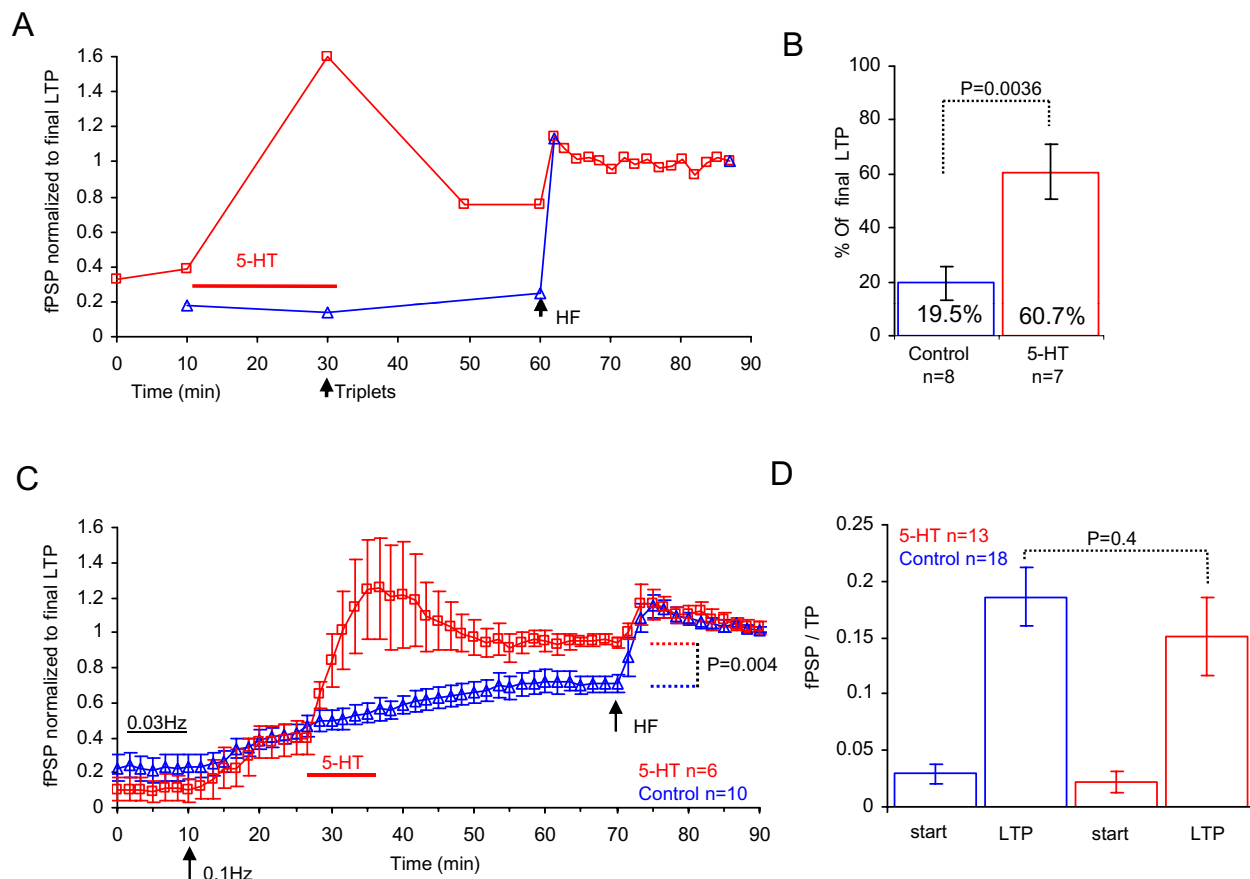 A
fPSP normalized to final LTP
1.6
1.4
1.2
1
0.8
0.6
0.4
0.2
0
5-HT
HF
0 10 20 30 40 50 60 70 80 90
Time (min)
Triplets
B
% Of final LTP
100
80
60
40
20
0
P=0.0036
19.5%
60.7%
Control
n=8
5-HT
n=7
C
fPSP normalized to final LTP
1.6
1.4
1.2
1
0.8
0.6
0.4
0.2
0
0.03Hz
5-HT
P=0.004
HF
5-HT n=6
Control n=10
0 10 20 30 40 50 60 70 80 90
Time (min)
0.1Hz
D
fPSP / TP
0.25
0.2
0.15
0.1
0.05
0
5-HT n=13
Control n=18
P=0.4
start LTP start LTP